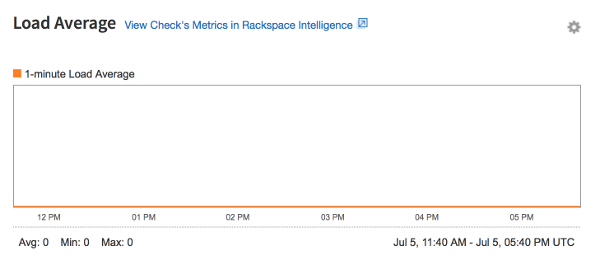 Load Average View Check's Metrics in Rackspace Intelligence
1-minute Load Average
12 PM 01 PM 02 PM 03 PM 04 PM 05 PM
Avg: 0 Min: 0 Max: 0 Jul 5, 11:40 AM - Jul 5, 05:40 PM UTC